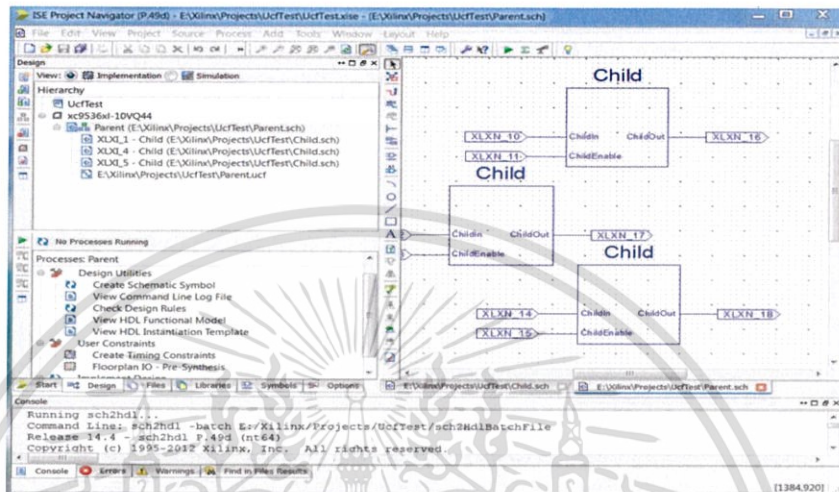 ISE Project Navigator (P.49d) - E:\Xilinx\Projects\UcfTest\UcfTest.xise - [E:\Xilinx\Projects\UcfTest\Parent.sch]
File Edit View Project Source Process Add Tools Window Layout Help
Design
View: Implementation Simulation
Hierarchy
UcfTest
xc9536xl-10VQ44
Parent (E:\Xilinx\Projects\UcfTest\Parent.sch)
XLXI_1 - Child (E:\Xilinx\Projects\UcfTest\Child.sch)
XLXI_4 - Child (E:\Xilinx\Projects\UcfTest\Child.sch)
XLXI_5 - Child (E:\Xilinx\Projects\UcfTest\Child.sch)
E:\Xilinx\Projects\UcfTest\Parent.ucf
No Processes Running
Processes: Parent
Design Utilities
Create Schematic Symbol
View Command Line Log File
Check Design Rules
View HDL Functional Model
View HDL Instantiation Template
User Constraints
Create Timing Constraints
Floorplan IO - Pre-Synthesis
Start Design Files Libraries Symbols Options
Child
XLXN_10 ChildIn ChildOut XLXN_16
XLXN_11 ChildEnable
Child
ChildIn ChildOut XLXN_17
ChildEnable
Child
XLXN_14 ChildIn ChildOut XLXN_18
XLXN_15 ChildEnable
E:\Xilinx\Projects\UcfTest\Child.sch E:\Xilinx\Projects\UcfTest\Parent.sch
Console
Running sch2hdl...
Command Line: sch2hdl -batch E:/Xilinx/Projects/UcfTest/sch2HdlBatchFile
Release 14.4 - sch2hdl P.49d (nt64)
Copyright (c) 1995-2012 Xilinx, Inc. All rights reserved.
Console Errors Warnings Find in Files Results
[1384,920]